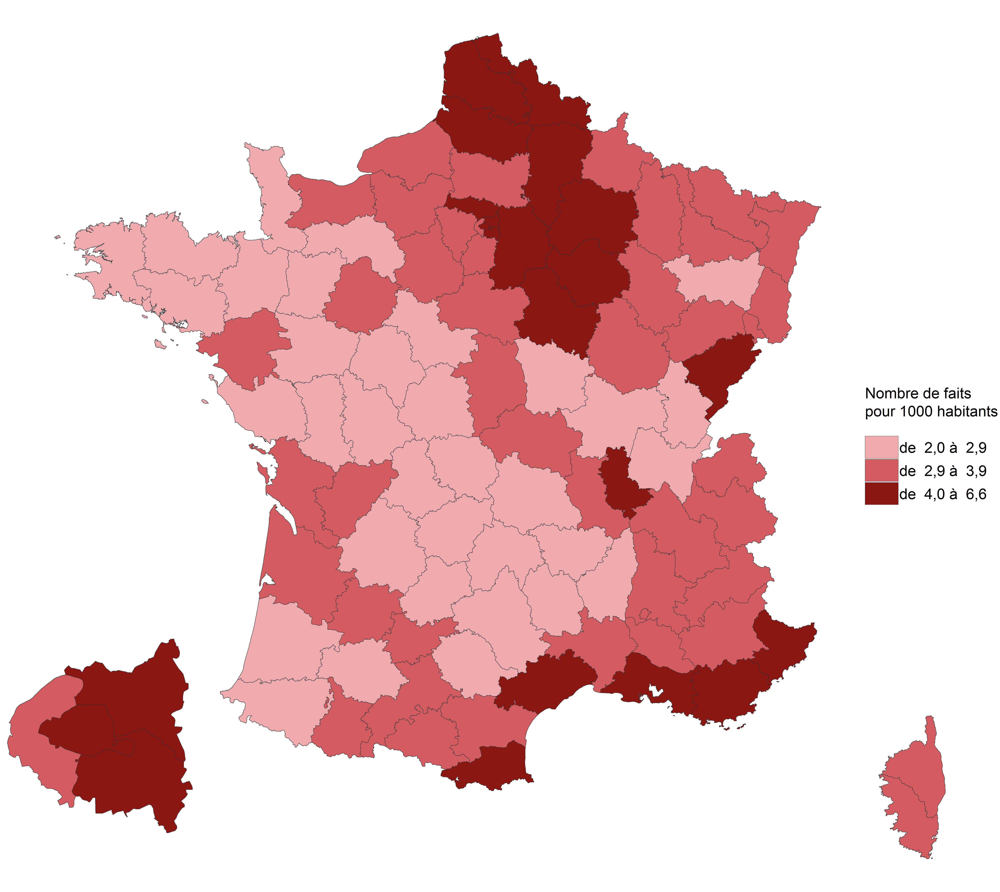 Nombre de faits
pour 1000 habitants
de 2,0 à 2,9
de 2,9 à 3,9
de 4,0 à 6,6